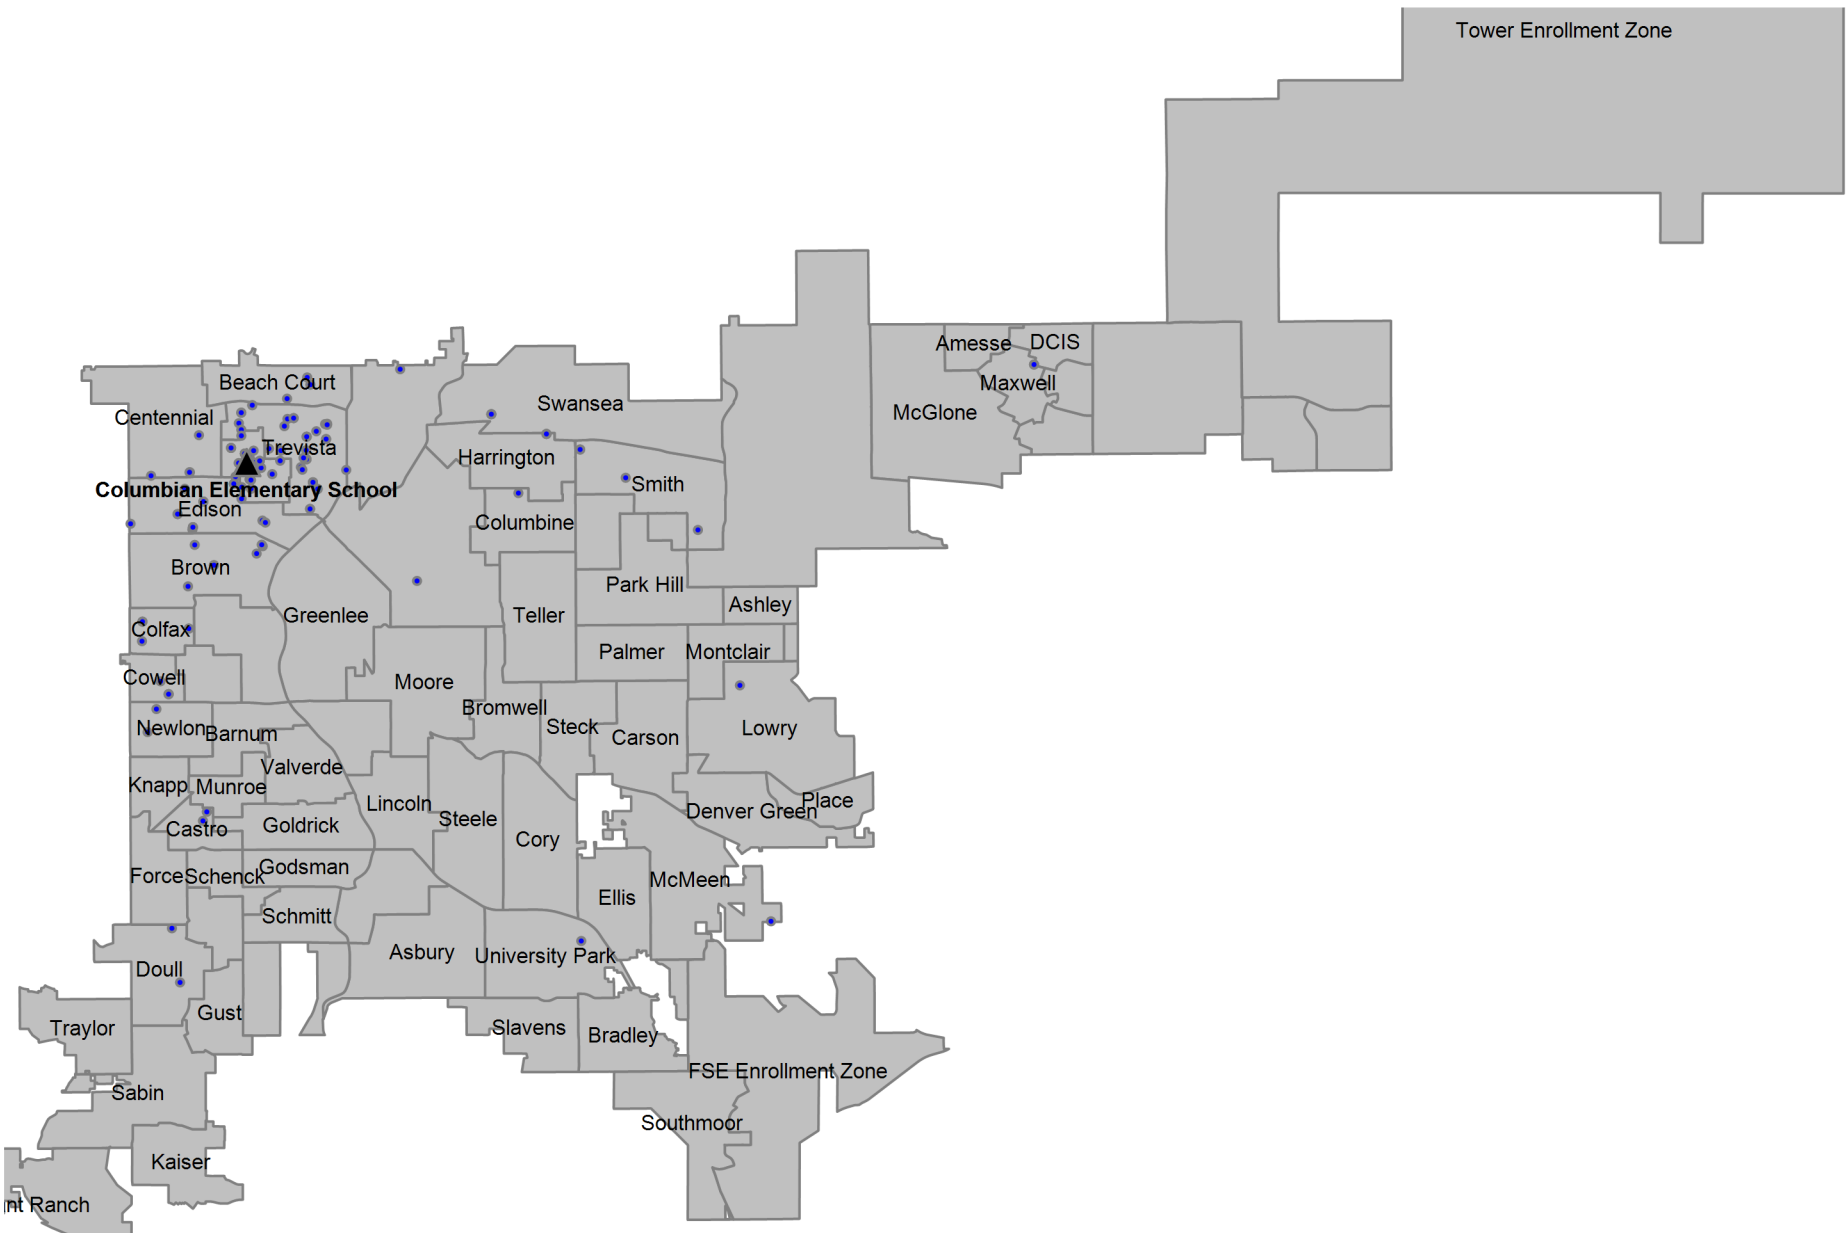 Tower Enrollment Zone
Amesse
DCIS
Beach Court
Maxwell
Swansea
McGlone
Centennial
Trevista
Harrington
Smith
Columbian Elementary School
Edison
Columbine
Brown
Park Hill
Ashley
Greenlee
Teller
Colfax
Palmer
Montclair
Cowell
Moore
Bromwell
Newlon
Barnum
Steck
Carson
Lowry
Valverde
Knapp
Munroe
Lincoln
Place
Denver Green
Steele
Castro
Goldrick
Cory
Force
Schenck
Godsman
McMeen
Ellis
Schmitt
Asbury
University Park
Doull
Gust
Traylor
Slavens
Bradley
FSE Enrollment Zone
Sabin
Southmoor
Kaiser
nt Ranch